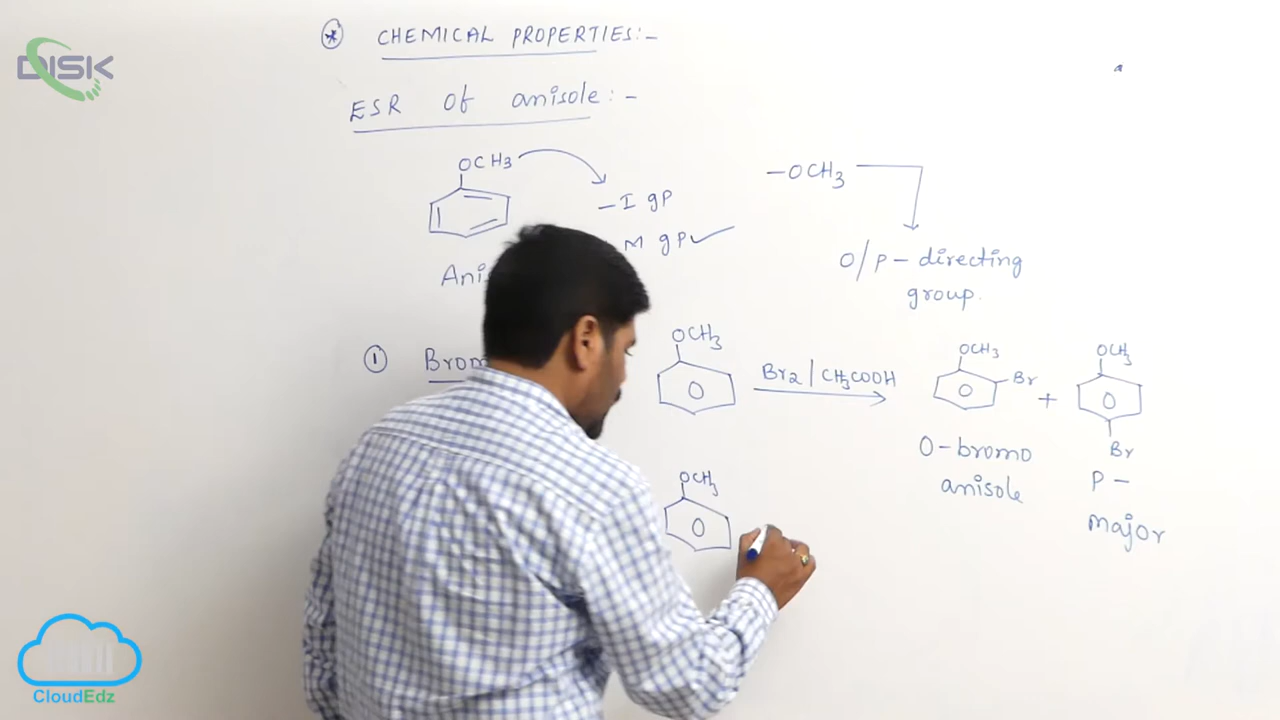 DISK
* CHEMICAL PROPERTIES:-
ESR of anisole:-
OCH3
-I gp
M gp
-OCH3
O/P - directing
group.
1
OCH3
Br2 | CH3COOH
OCH3
Br
+
OCH3
Br
O-bromo
anisole
P -
major
OCH3
CloudEdz